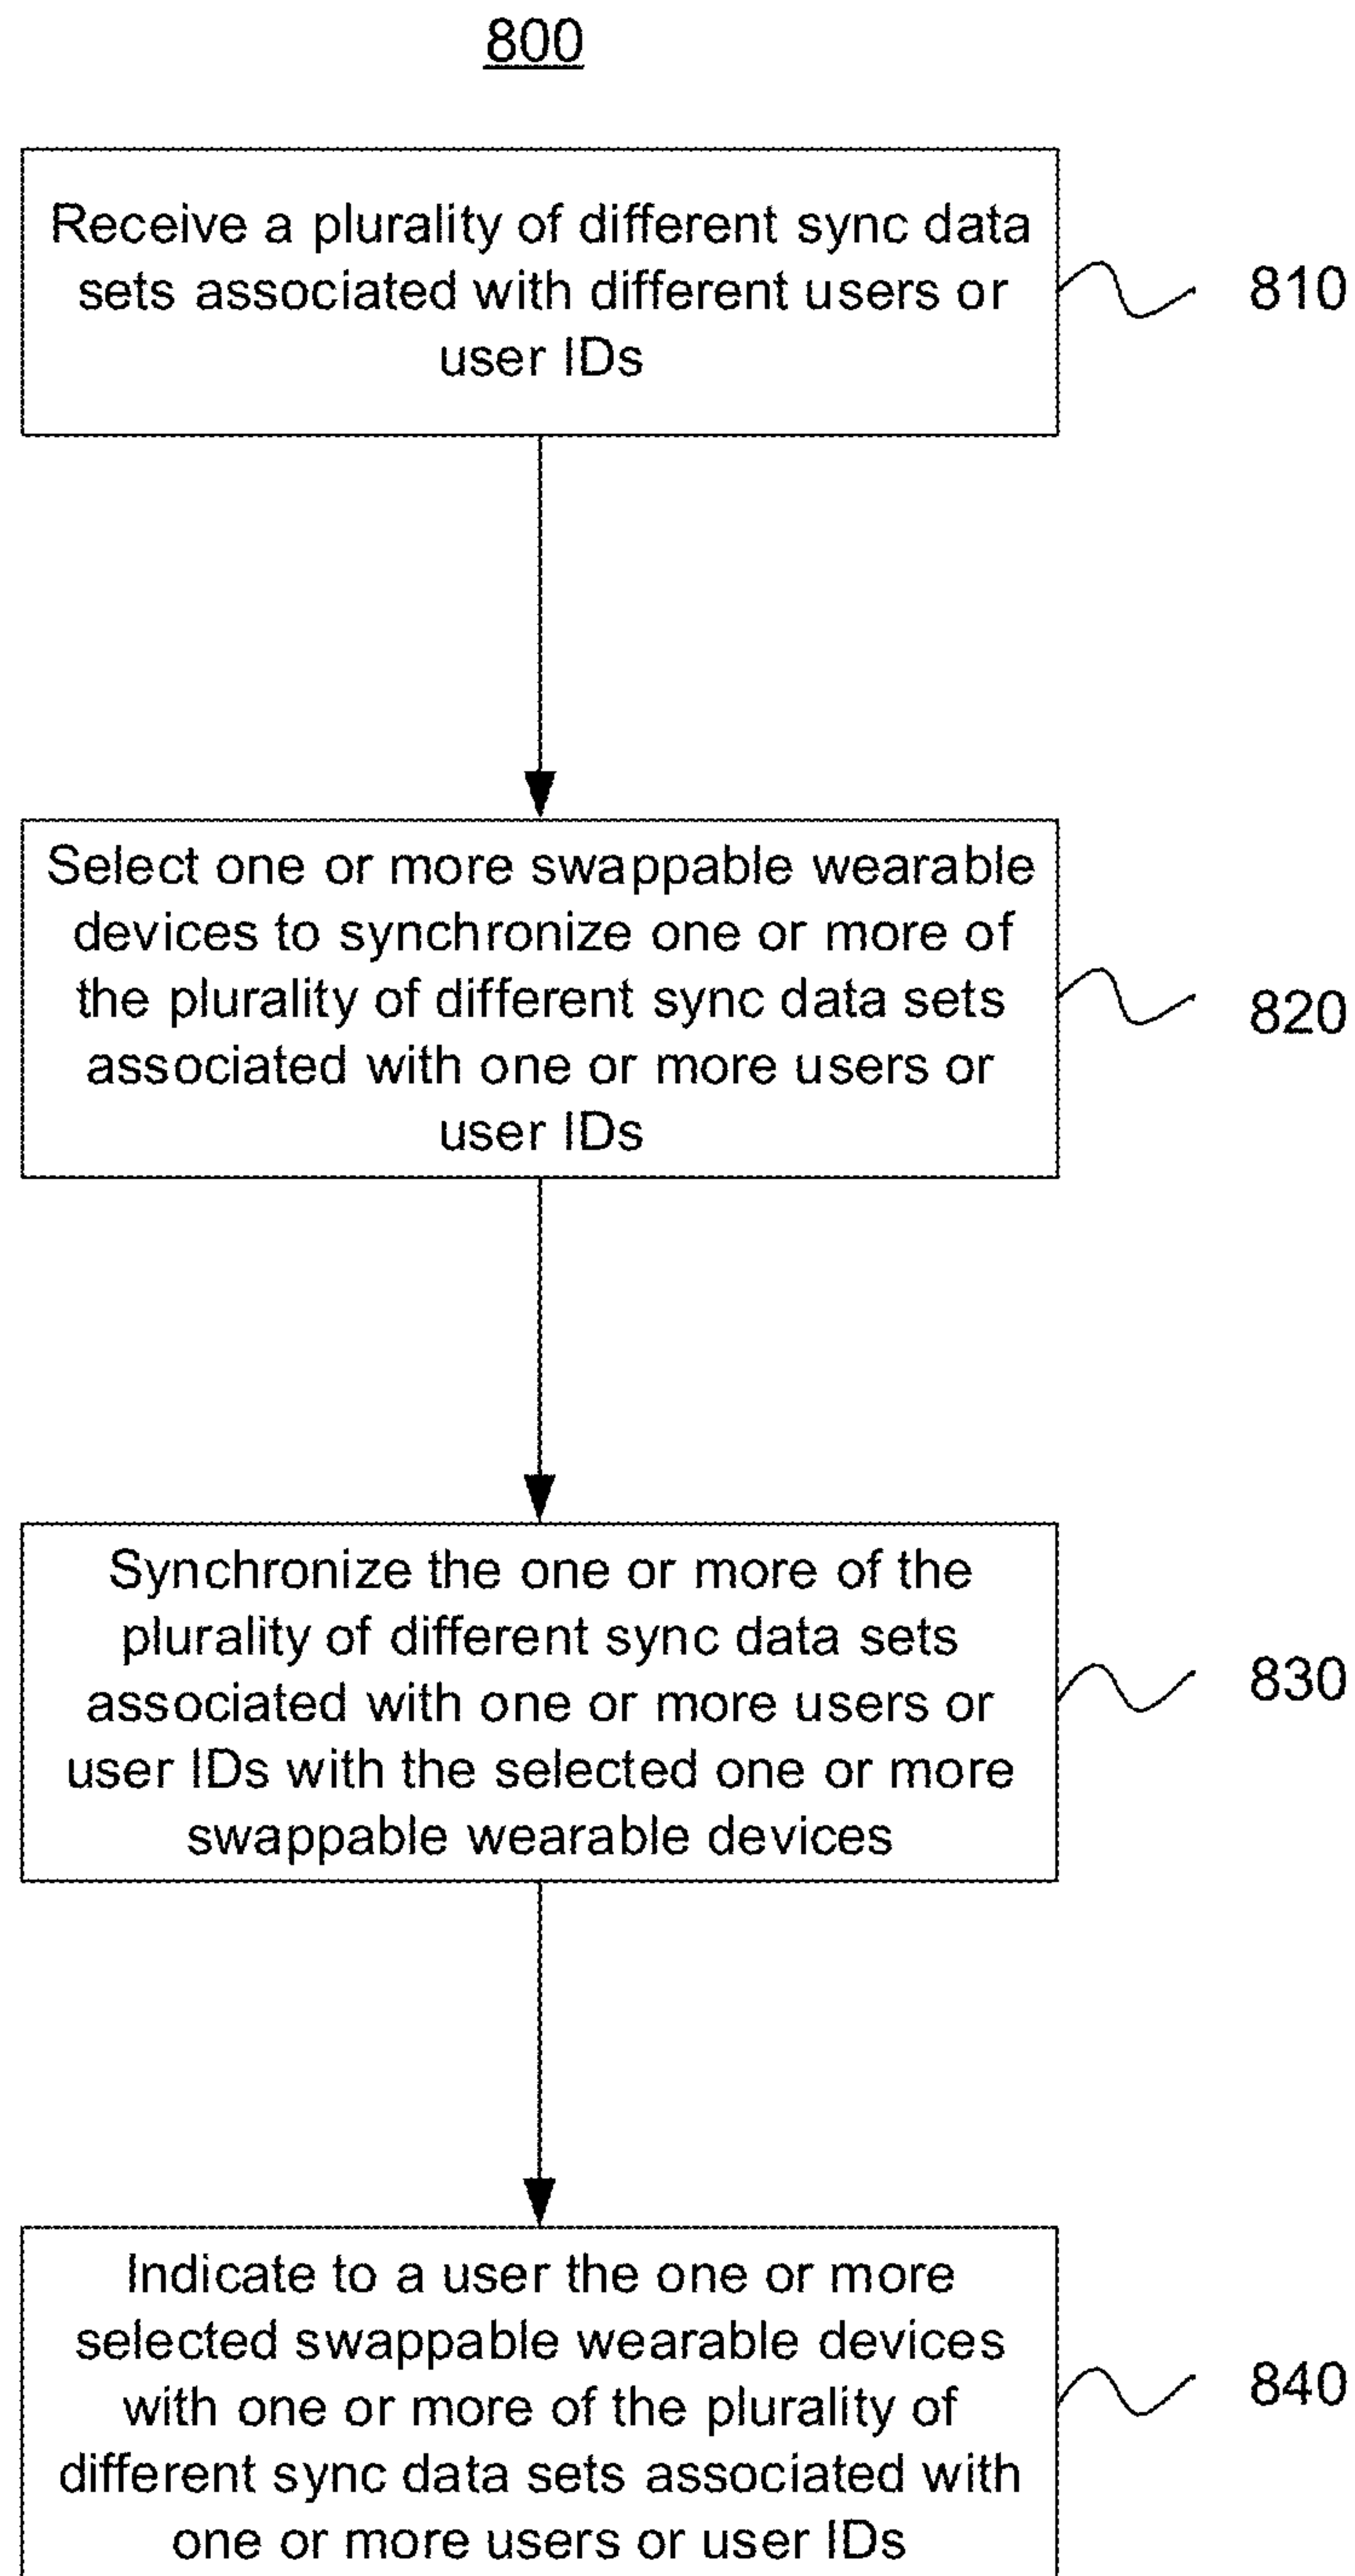 800
Receive a plurality of different sync data
sets associated with different users or
user IDs
810
Select one or more swappable wearable
devices to synchronize one or more of
the plurality of different sync data sets
associated with one or more users or
user IDs
820
Synchronize the one or more of the
plurality of different sync data sets
associated with one or more users or
user IDs with the selected one or more
swappable wearable devices
830
Indicate to a user the one or more
selected swappable wearable devices
with one or more of the plurality of
different sync data sets associated with
one or more users or user IDs
840